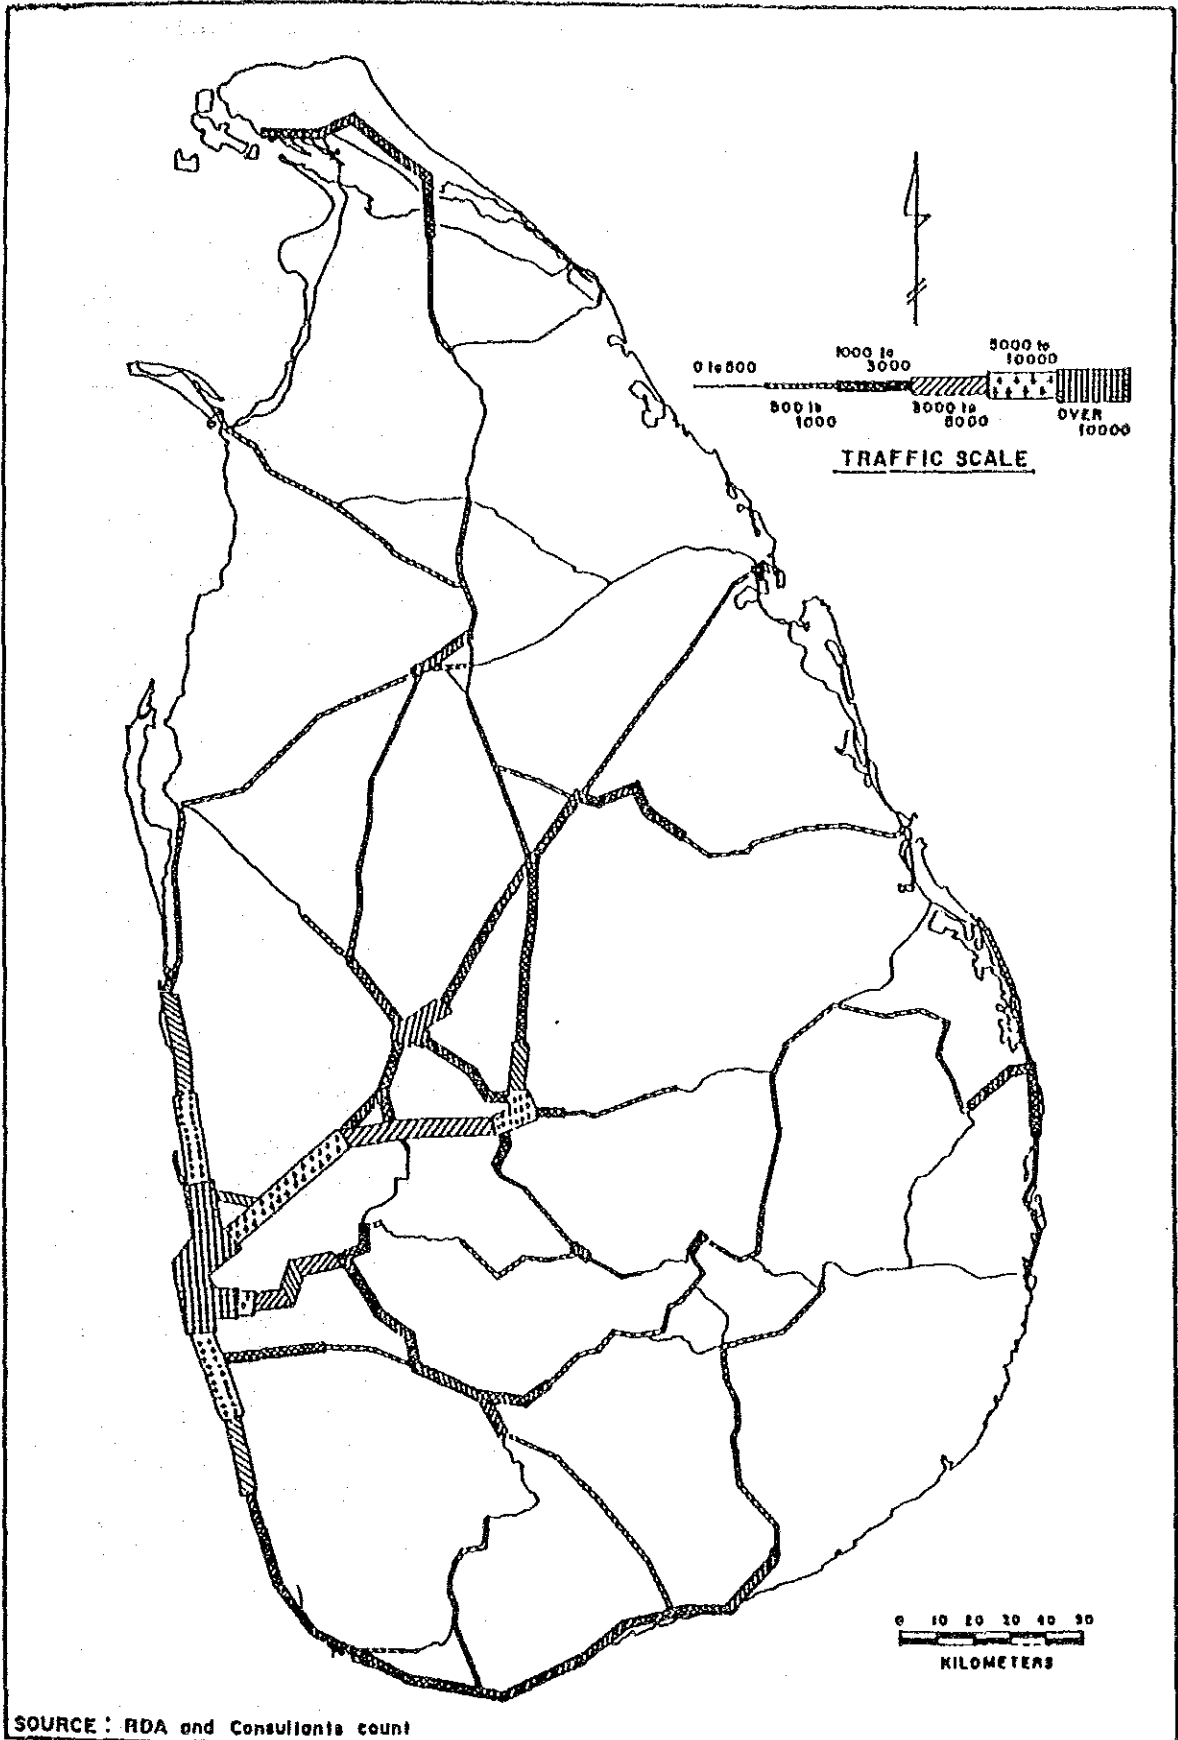 5000 to
1000 to 10000
0 to 500 3000
500 to 3000 to OVER
1000 5000 10000
TRAFFIC SCALE
0 10 20 30 40 50
KILOMETERS
SOURCE : RDA and Consultants count